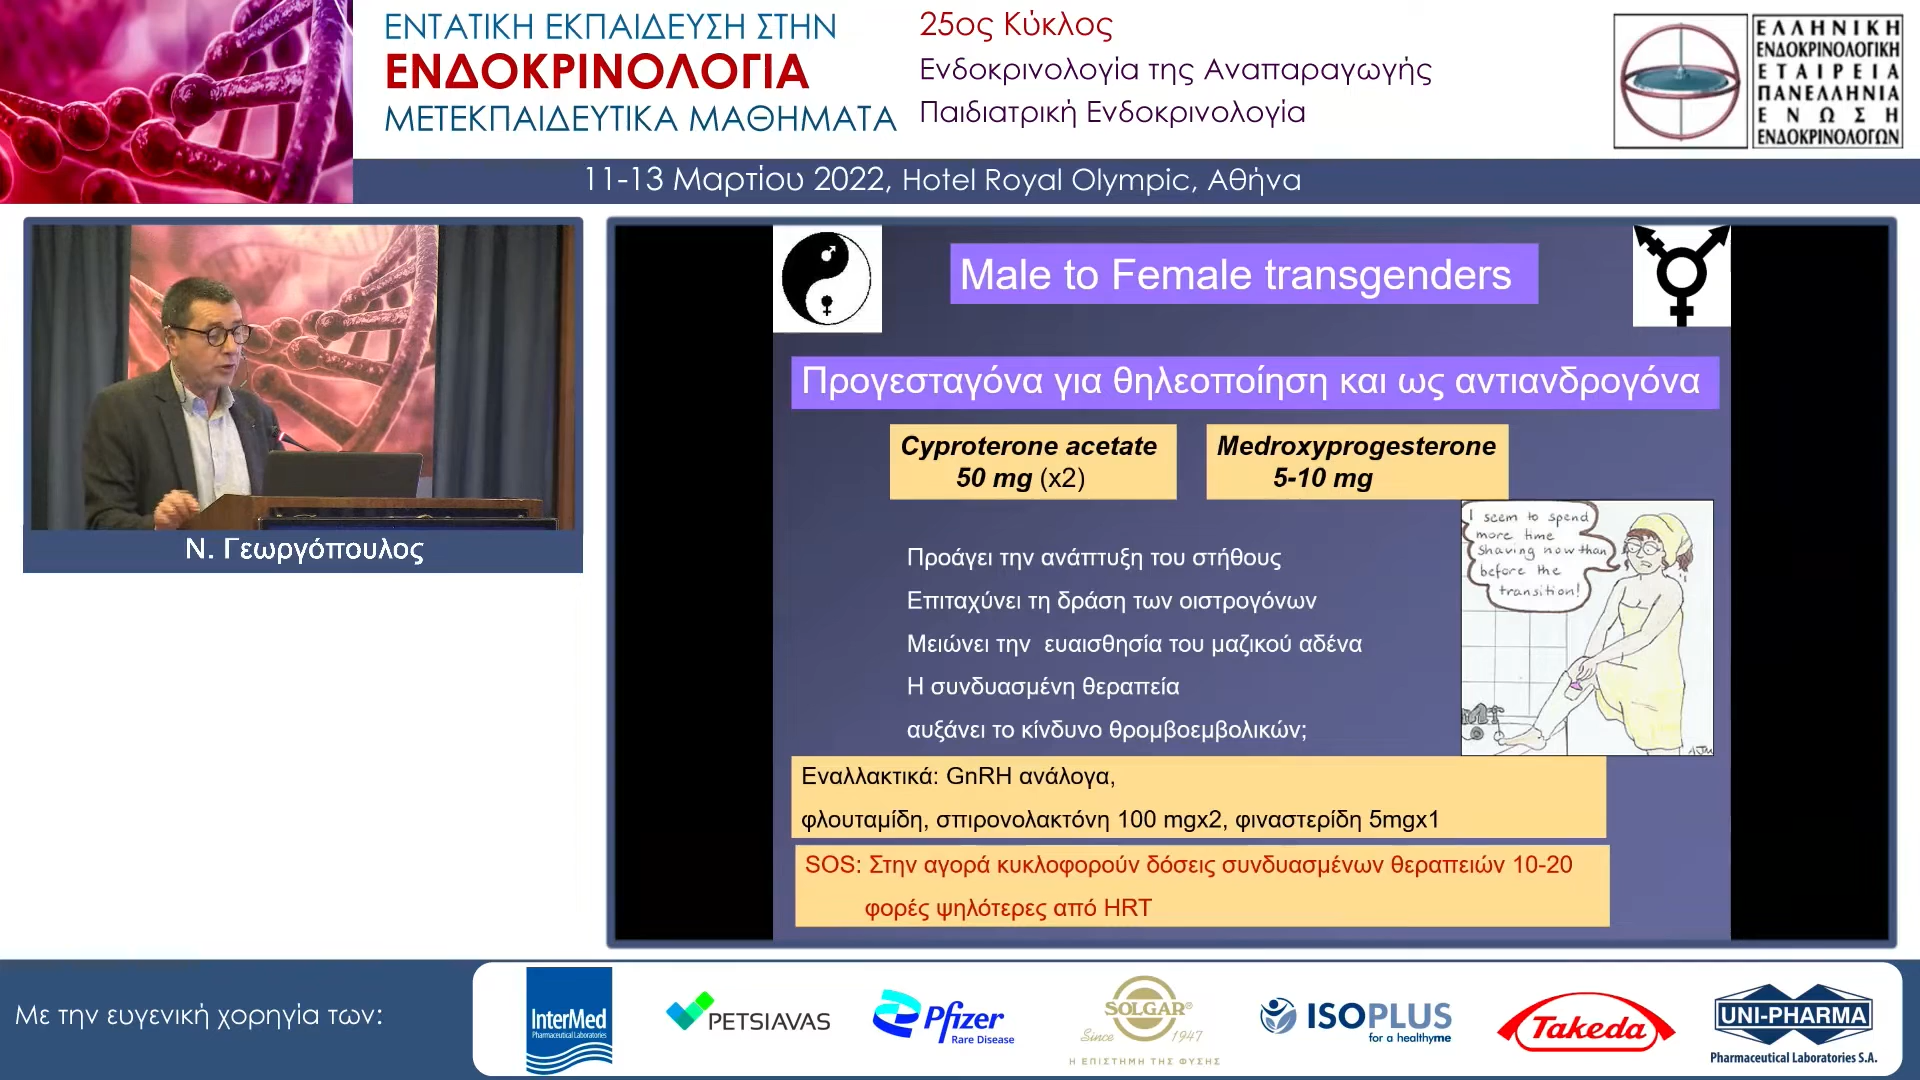 ΕΝΤΑΤΙΚΗ ΕΚΠΑΙΔΕΥΣΗ ΣΤΗΝ
ΕΝΔΟΚΡΙΝΟΛΟΓΙΑ
ΜΕΤΕΚΠΑΙΔΕΥΤΙΚΑ ΜΑΘΗΜΑΤΑ
25ος Κύκλος
Ενδοκρινολογία της Αναπαραγωγής
Παιδιατρική Ενδοκρινολογία
ΕΛΛΗΝΙΚΗ
ΕΝΔΟΚΡΙΝΟΛΟΓΙΚΗ
ΕΤΑΙΡΕΙΑ
ΠΑΝΕΛΛΗΝΙΑ
ΕΝΩΣΗ
ΕΝΔΟΚΡΙΝΟΛΟΓΩΝ
11-13 Μαρτίου 2022, Hotel Royal Olympic, Αθήνα
Ν. Γεωργόπουλος
Male to Female transgenders
Προγεσταγόνα για θηλεοποίηση και ως αντιανδρογόνα
Cyproterone acetate
50 mg (x2)
Medroxyprogesterone
5-10 mg
I seem to spend
more time
shaving now than
before the
transition!
Προάγει την ανάπτυξη του στήθους
Επιταχύνει τη δράση των οιστρογόνων
Μειώνει την  ευαισθησία του μαζικού αδένα
Η συνδυασμένη θεραπεία
αυξάνει το κίνδυνο θρομβοεμβολικών;
Εναλλακτικά: GnRH ανάλογα,
φλουταμίδη, σπιρονολακτόνη 100 mgx2, φιναστερίδη 5mgx1
SOS: Στην αγορά κυκλοφορούν δόσεις συνδυασμένων θεραπειών 10-20
φορές ψηλότερες από HRT
Με την ευγενική χορηγία των:
InterMed
Pharmaceutical Laboratories
PETSIAVAS
Pfizer
Rare Disease
SOLGAR®
Since 1947
Η ΕΠΙΣΤΗΜΗ ΤΗΣ ΦΥΣΗΣ
ISOPLUS
for a healthyme
Takeda
UNI-PHARMA
Pharmaceutical Laboratories S.A.